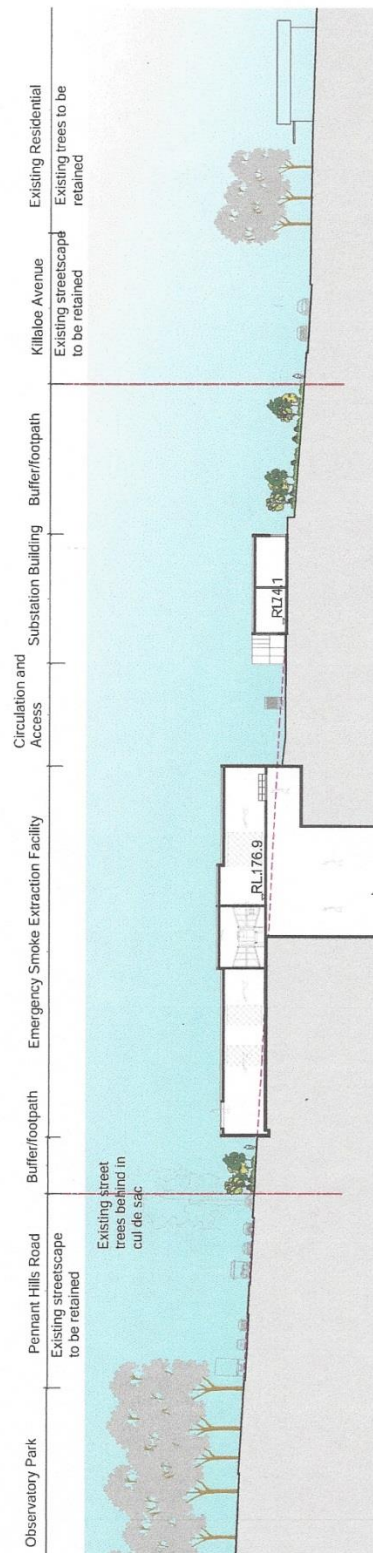 Observatory Park
Pennant Hills Road
Existing streetscape
to be retained
Buffer/footpath
Existing street
trees behind in
cul de sac
Emergency Smoke Extraction Facility
RL176.9
Circulation and
Access
Substation Building
RL174.1
Buffer/footpath
Killaloe Avenue
Existing streetscape
to be retained
Existing Residential
Existing trees to be
retained